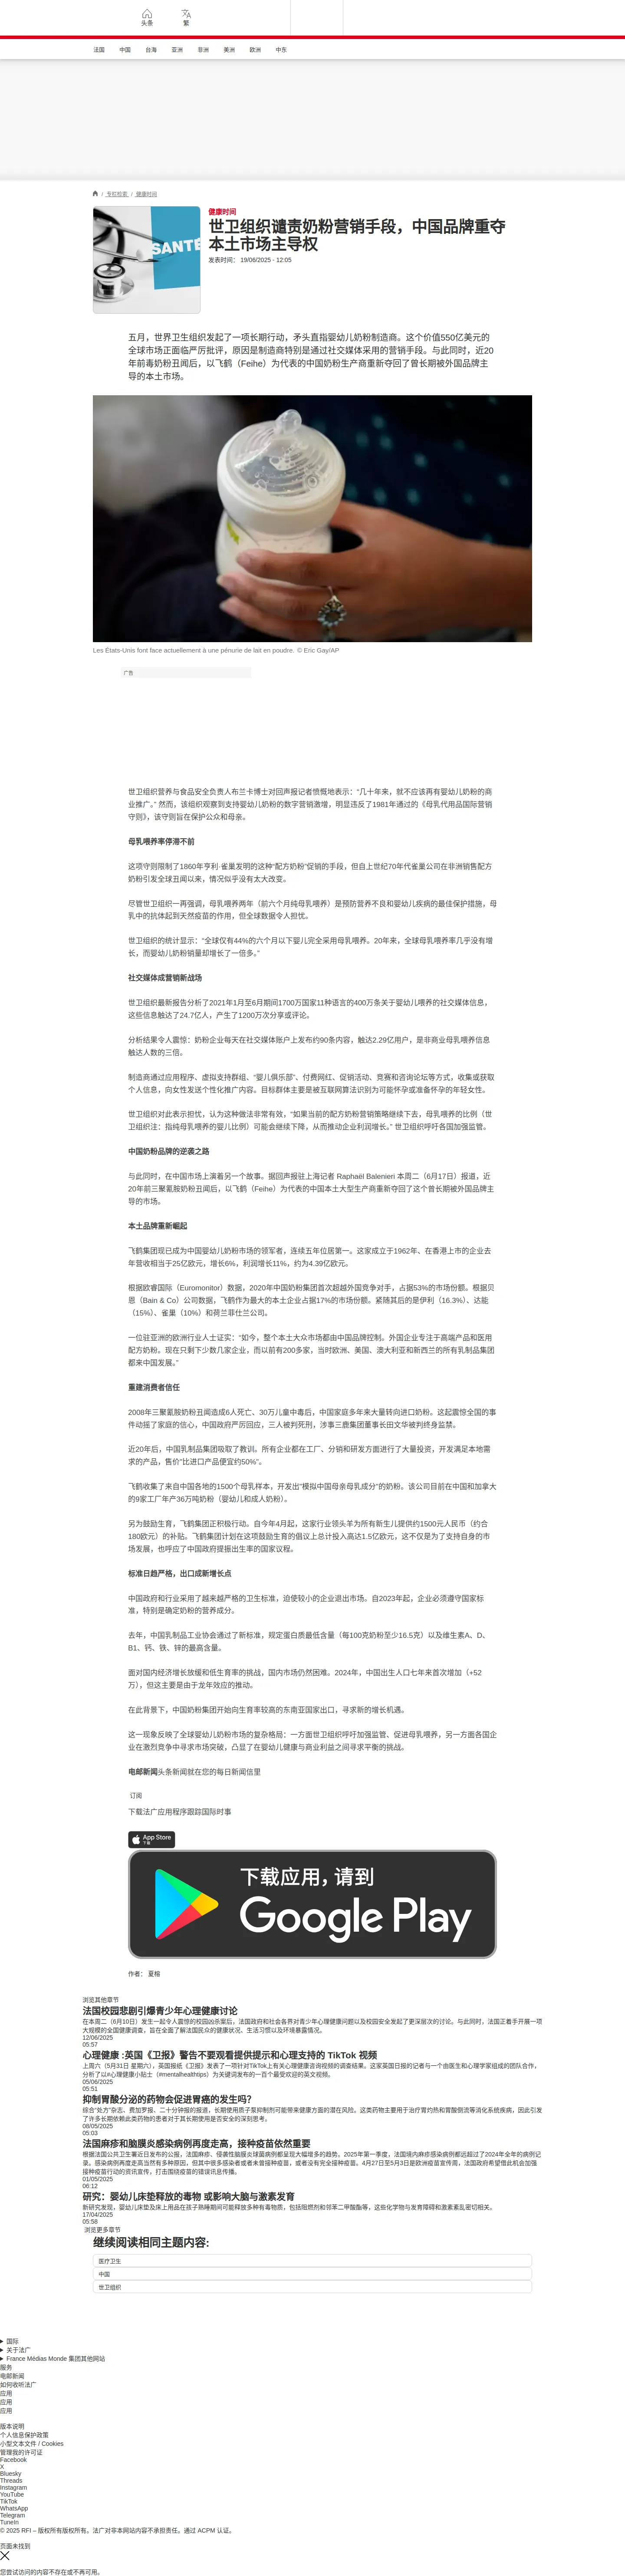 头条
繁
法国 中国 台海 亚洲 非洲 美洲 欧洲 中东
/ 专栏检索 / 健康时间
SANTÉ
健康时间
世卫组织谴责奶粉营销手段，中国品牌重夺
本土市场主导权
发表时间： 19/06/2025 - 12:05
五月，世界卫生组织发起了一项长期行动，矛头直指婴幼儿奶粉制造商。这个价值550亿美元的
全球市场正面临严厉批评，原因是制造商特别是通过社交媒体采用的营销手段。与此同时，近20
年前毒奶粉丑闻后，以飞鹤（Feihe）为代表的中国奶粉生产商重新夺回了曾长期被外国品牌主
导的本土市场。
Les États-Unis font face actuellement à une pénurie de lait en poudre. © Eric Gay/AP
广告
世卫组织营养与食品安全负责人布兰卡博士对回声报记者愤慨地表示：“几十年来，就不应该再有婴幼儿奶粉的商
业推广。” 然而，该组织观察到支持婴幼儿奶粉的数字营销激增，明显违反了1981年通过的《母乳代用品国际营销
守则》，该守则旨在保护公众和母亲。
母乳喂养率停滞不前
这项守则限制了1860年亨利·雀巢发明的这种“配方奶粉”促销的手段，但自上世纪70年代雀巢公司在非洲销售配方
奶粉引发全球丑闻以来，情况似乎没有太大改变。
尽管世卫组织一再强调，母乳喂养两年（前六个月纯母乳喂养）是预防营养不良和婴幼儿疾病的最佳保护措施，母
乳中的抗体起到天然疫苗的作用，但全球数据令人担忧。
世卫组织的统计显示：“全球仅有44%的六个月以下婴儿完全采用母乳喂养。20年来，全球母乳喂养率几乎没有增
长，而婴幼儿奶粉销量却增长了一倍多。”
社交媒体成营销新战场
世卫组织最新报告分析了2021年1月至6月期间1700万国家11种语言的400万条关于婴幼儿喂养的社交媒体信息，
这些信息触达了24.7亿人，产生了1200万次分享或评论。
分析结果令人震惊：奶粉企业每天在社交媒体账户上发布约90条内容，触达2.29亿用户，是非商业母乳喂养信息
触达人数的三倍。
制造商通过应用程序、虚拟支持群组、“婴儿俱乐部”、付费网红、促销活动、竞赛和咨询论坛等方式，收集或获取
个人信息，向女性发送个性化推广内容。目标群体主要是被互联网算法识别为可能怀孕或准备怀孕的年轻女性。
世卫组织对此表示担忧，认为这种做法非常有效，“如果当前的配方奶粉营销策略继续下去，母乳喂养的比例（世
卫组织注：指纯母乳喂养的婴儿比例）可能会继续下降，从而推动企业利润增长。” 世卫组织呼吁各国加强监管。
中国奶粉品牌的逆袭之路
与此同时，在中国市场上演着另一个故事。据回声报驻上海记者 Raphaël Balenieri 本周二（6月17日）报道，近
20年前三聚氰胺奶粉丑闻后，以飞鹤（Feihe）为代表的中国本土大型生产商重新夺回了这个曾长期被外国品牌主
导的市场。
本土品牌重新崛起
飞鹤集团现已成为中国婴幼儿奶粉市场的领军者，连续五年位居第一。这家成立于1962年、在香港上市的企业去
年营收相当于25亿欧元，增长6%，利润增长11%，约为4.39亿欧元。
根据欧睿国际（Euromonitor）数据，2020年中国奶粉集团首次超越外国竞争对手，占据53%的市场份额。根据贝
恩（Bain & Co）公司数据，飞鹤作为最大的本土企业占据17%的市场份额。紧随其后的是伊利（16.3%）、达能
（15%）、雀巢（10%）和荷兰菲仕兰公司。
一位驻亚洲的欧洲行业人士证实：“如今，整个本土大众市场都由中国品牌控制。外国企业专注于高端产品和医用
配方奶粉。现在只剩下少数几家企业，而以前有200多家，当时欧洲、美国、澳大利亚和新西兰的所有乳制品集团
都来中国发展。”
重建消费者信任
2008年三聚氰胺奶粉丑闻造成6人死亡、30万儿童中毒后，中国家庭多年来大量转向进口奶粉。这起震惊全国的事
件动摇了家庭的信心，中国政府严厉回应，三人被判死刑，涉事三鹿集团董事长田文华被判终身监禁。
近20年后，中国乳制品集团吸取了教训。所有企业都在工厂、分销和研发方面进行了大量投资，开发满足本地需
求的产品，售价“比进口产品便宜约50%”。
飞鹤收集了来自中国各地的1500个母乳样本，开发出“模拟中国母亲母乳成分”的奶粉。该公司目前在中国和加拿大
的9家工厂年产36万吨奶粉（婴幼儿和成人奶粉）。
另为鼓励生育，飞鹤集团正积极行动。自今年4月起，这家行业领头羊为所有新生儿提供约1500元人民币（约合
180欧元）的补贴。飞鹤集团计划在这项鼓励生育的倡议上总计投入高达1.5亿欧元，这不仅是为了支持自身的市
场发展，也呼应了中国政府提振出生率的国家议程。
标准日趋严格，出口成新增长点
中国政府和行业采用了越来越严格的卫生标准，迫使较小的企业退出市场。自2023年起，企业必须遵守国家标
准，特别是确定奶粉的营养成分。
去年，中国乳制品工业协会通过了新标准，规定蛋白质最低含量（每100克奶粉至少16.5克）以及维生素A、D、
B1、钙、铁、锌的最高含量。
面对国内经济增长放缓和低生育率的挑战，国内市场仍然困难。2024年，中国出生人口七年来首次增加（+52
万），但这主要是由于龙年效应的推动。
在此背景下，中国奶粉集团开始向生育率较高的东南亚国家出口，寻求新的增长机遇。
这一现象反映了全球婴幼儿奶粉市场的复杂格局：一方面世卫组织呼吁加强监管、促进母乳喂养，另一方面各国企
业在激烈竞争中寻求市场突破，凸显了在婴幼儿健康与商业利益之间寻求平衡的挑战。
电邮新闻头条新闻就在您的每日新闻信里
订阅
下载法广应用程序跟踪国际时事
App Store
下载
下载应用，请到
Google Play
作者： 夏榕
浏览其他章节
法国校园悲剧引爆青少年心理健康讨论
在本周二（6月10日）发生一起令人震惊的校园凶杀案后，法国政府和社会各界对青少年心理健康问题以及校园安全发起了更深层次的讨论。与此同时，法国正着手开展一项
大规模的全国健康调查，旨在全面了解法国民众的健康状况、生活习惯以及环境暴露情况。
12/06/2025
05:57
心理健康 :英国《卫报》警告不要观看提供提示和心理支持的 TikTok 视频
上周六（5月31日 星期六），英国报纸《卫报》发表了一项针对TikTok上有关心理健康咨询视频的调查结果。这家英国日报的记者与一个由医生和心理学家组成的团队合作，
分析了以#心理健康小贴士（#mentalhealthtips）为关键词发布的一百个最受欢迎的英文视频。
05/06/2025
05:51
抑制胃酸分泌的药物会促进胃癌的发生吗?
综合“处方”杂志、费加罗报、二十分钟报的报道，长期使用质子泵抑制剂可能带来健康方面的潜在风险。这类药物主要用于治疗胃灼热和胃酸倒流等消化系统疾病，因此引发
了许多长期依赖此类药物的患者对于其长期使用是否安全的深刻思考。
08/05/2025
05:03
法国麻疹和脑膜炎感染病例再度走高，接种疫苗依然重要
根据法国公共卫生署近日发布的公报，法国麻疹、侵袭性脑膜炎球菌病例都呈现大幅增多的趋势。2025年第一季度，法国境内麻疹感染病例都远超过了2024年全年的病例记
录。感染病例再度走高当然有多种原因，但其中很多感染者或者未曾接种疫苗，或者没有完全接种疫苗。4月27日至5月3日是欧洲疫苗宣传周，法国政府希望借此机会加强
接种疫苗行动的资讯宣传，打击围绕疫苗的错误讯息传播。
01/05/2025
06:12
研究：婴幼儿床垫释放的毒物 或影响大脑与激素发育
新研究发现，婴幼儿床垫及床上用品在孩子熟睡期间可能释放多种有毒物质，包括阻燃剂和邻苯二甲酸酯等，这些化学物与发育障碍和激素紊乱密切相关。
17/04/2025
05:58
浏览更多章节
继续阅读相同主题内容:
医疗卫生
中国
世卫组织
国际
关于法广
France Médias Monde 集团其他网站
服务
电邮新闻
如何收听法广
应用
应用
应用
版本说明
个人信息保护政策
小型文本文件 / Cookies
管理我的许可证
Facebook
X
Bluesky
Threads
Instagram
YouTube
TikTok
WhatsApp
Telegram
TuneIn
© 2025 RFI – 版权所有版权所有。法广对非本网站内容不承担责任。通过 ACPM 认证。
页面未找到
您尝试访问的内容不存在或不再可用。